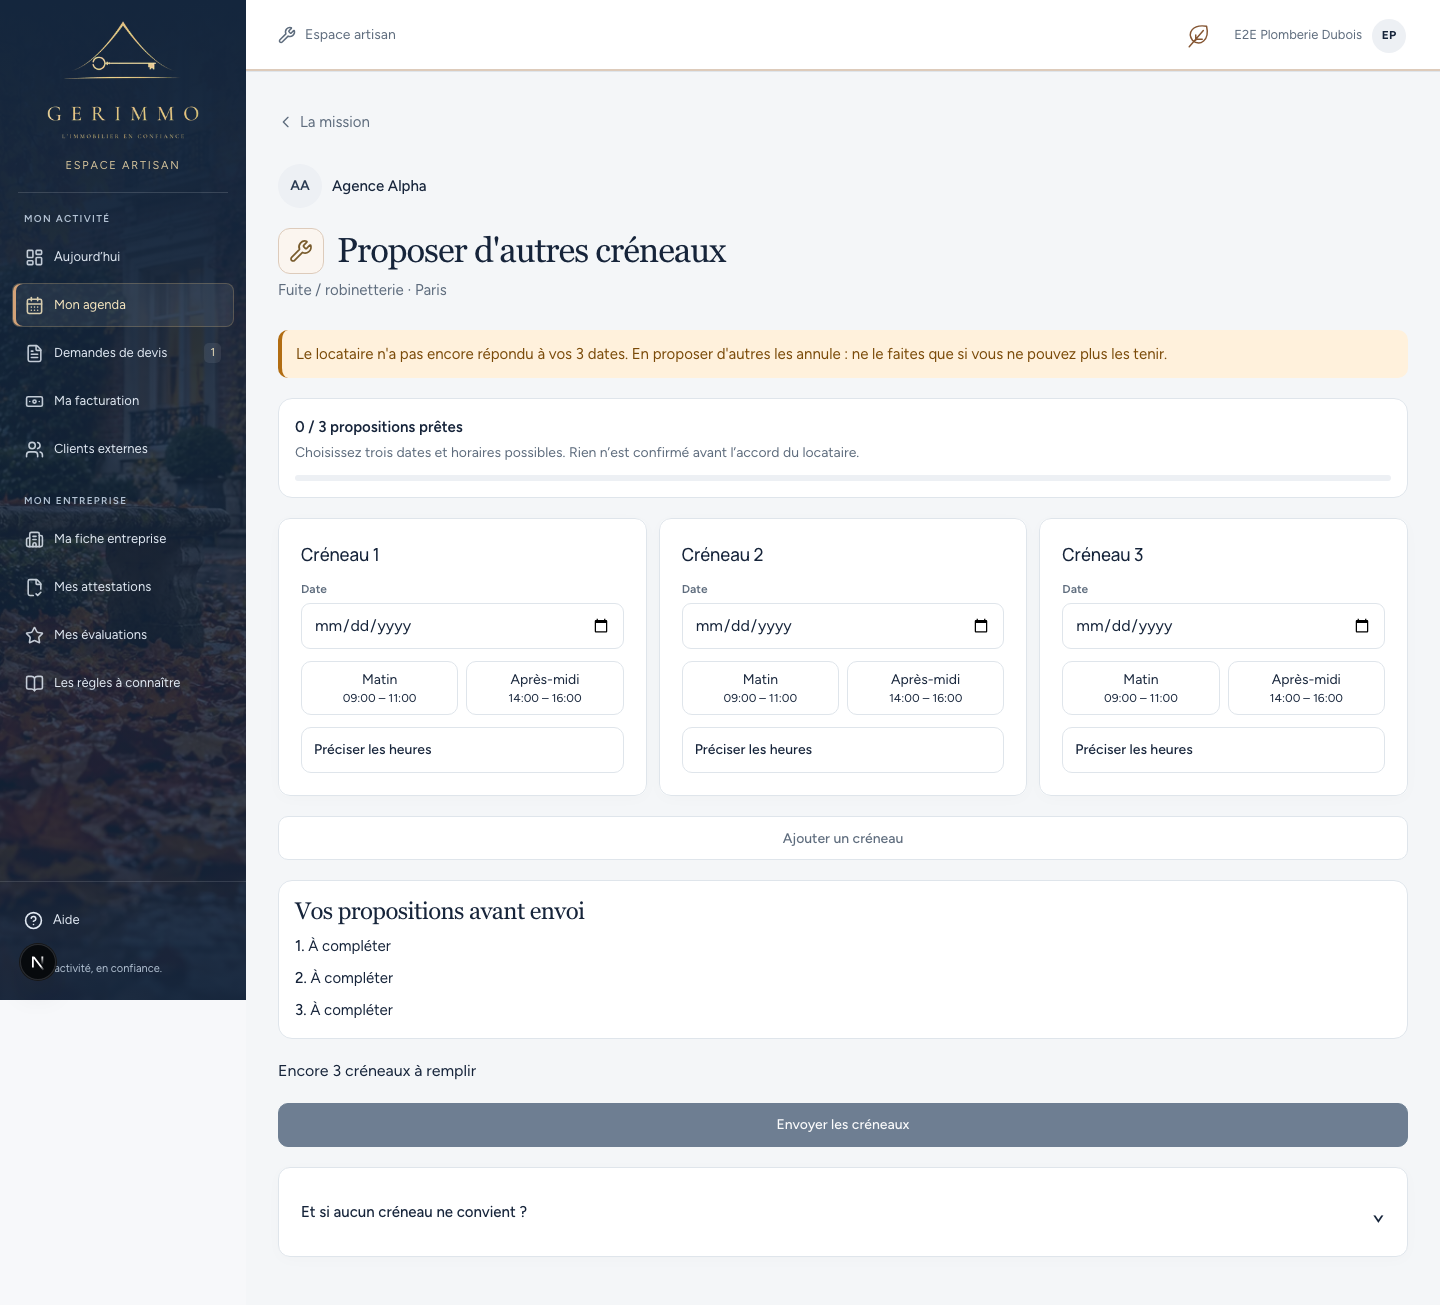 GERIMMO
L'IMMOBILIER EN CONFIANCE
ESPACE ARTISAN
MON ACTIVITÉ
Aujourd'hui
Mon agenda
Demandes de devis 1
Ma facturation
Clients externes
MON ENTREPRISE
Ma fiche entreprise
Mes attestations
Mes évaluations
Les règles à connaître
Aide
N activité, en confiance.
Espace artisan
E2E Plomberie Dubois EP
La mission
AA Agence Alpha
Proposer d'autres créneaux
Fuite / robinetterie · Paris
Le locataire n'a pas encore répondu à vos 3 dates. En proposer d'autres les annule : ne le faites que si vous ne pouvez plus les tenir.
0 / 3 propositions prêtes
Choisissez trois dates et horaires possibles. Rien n’est confirmé avant l’accord du locataire.
Créneau 1
Date
mm/dd/yyyy
Matin
09:00 – 11:00
Après-midi
14:00 – 16:00
Préciser les heures
Créneau 2
Date
mm/dd/yyyy
Matin
09:00 – 11:00
Après-midi
14:00 – 16:00
Préciser les heures
Créneau 3
Date
mm/dd/yyyy
Matin
09:00 – 11:00
Après-midi
14:00 – 16:00
Préciser les heures
Ajouter un créneau
Vos propositions avant envoi
1. À compléter
2. À compléter
3. À compléter
Encore 3 créneaux à remplir
Envoyer les créneaux
Et si aucun créneau ne convient ?